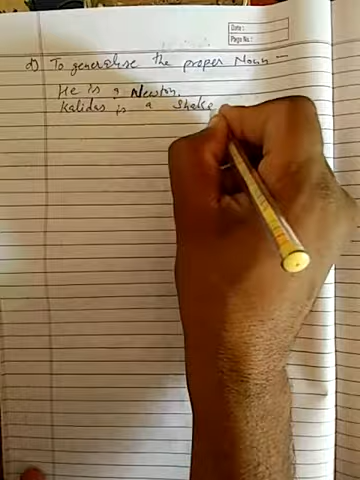 Date:
Page No.:
d) To generalise the proper Noun -
He is a Newton.
Kalidas is a Shake